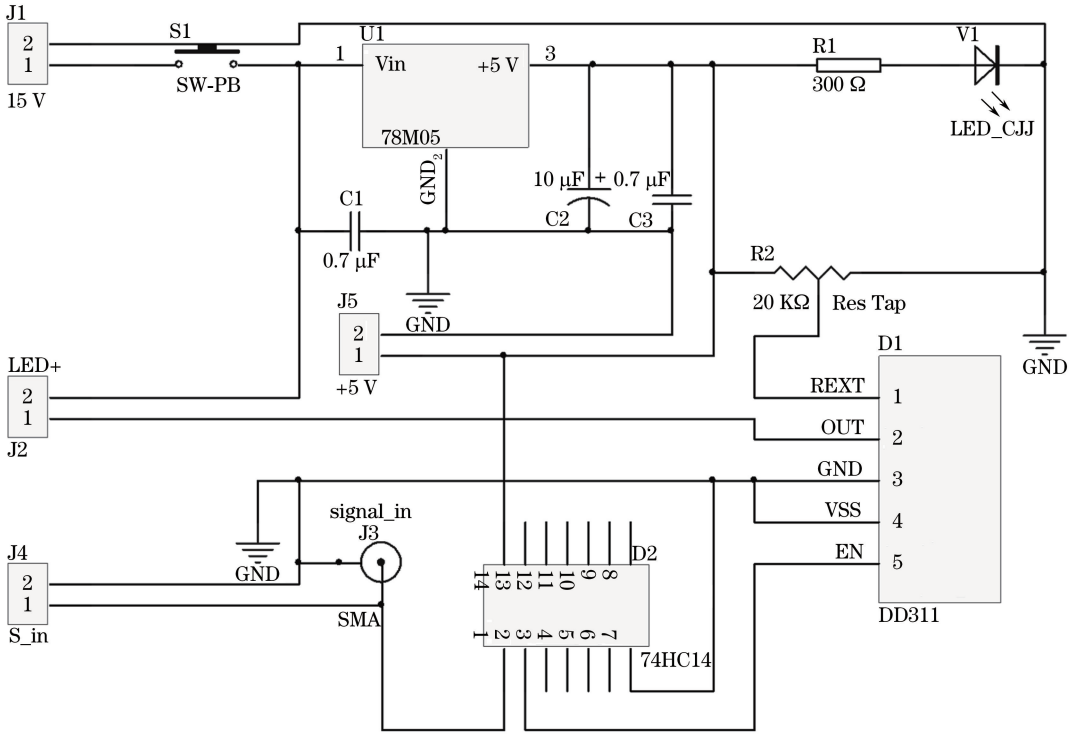 J1
2
1
15 V
S1
SW-PB
U1
1
Vin
+5 V
3
78M05
GND2
R1
300 Ω
V1
LED_CJJ
C1
0.7 μF
10 μF
+
0.7 μF
C2
C3
GND
J5
2
1
+5 V
R2
20 KΩ
Res Tap
GND
LED+
2
1
J2
D1
REXT
1
OUT
2
GND
3
VSS
4
EN
5
DD311
signal_in
J3
GND
J4
2
1
S_in
SMA
D2
14 13 12 11 10 9 8
1 2 3 4 5 6 7
74HC14